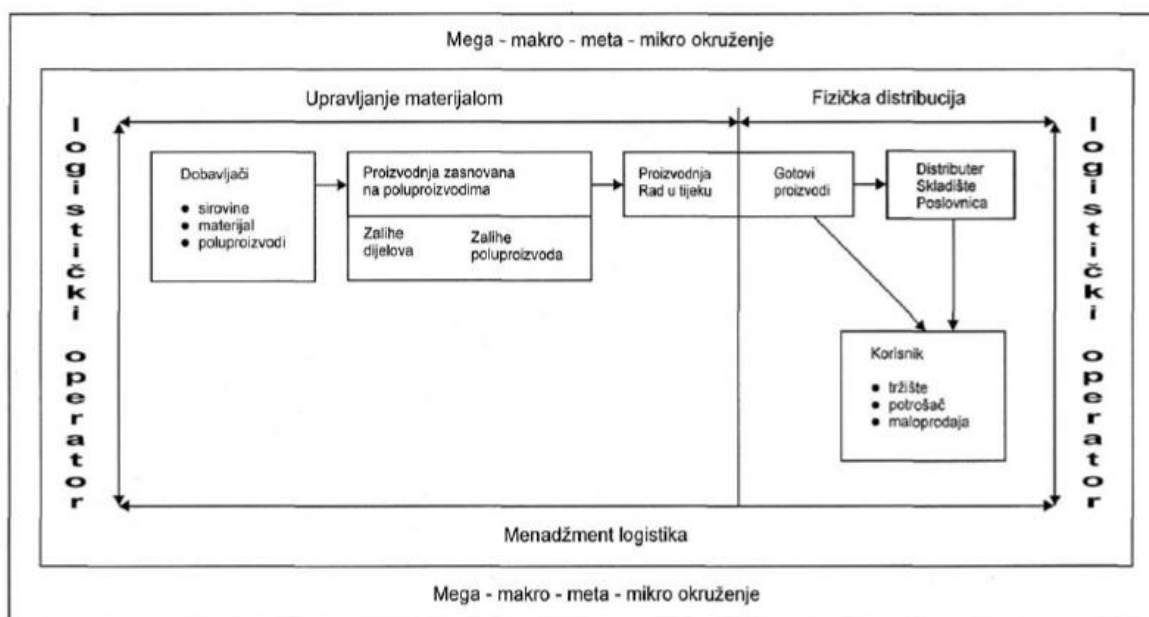 Mega - makro - meta - mikro okruženje
Upravljanje materijalom
Fizička distribucija
logistički operator
Dobavljači
● sirovine
● materijal
● poluproizvodi
Proizvodnja zasnovana
na poluproizvodima
Zalihe
dijelova
Zalihe
poluproizvoda
Proizvodnja
Rad u tijeku
Gotovi
proizvodi
Distributer
Skladište
Poslovnica
Korisnik
● tržište
● potrošač
● maloprodaja
logistički operator
Menadžment logistika
Mega - makro - meta - mikro okruženje